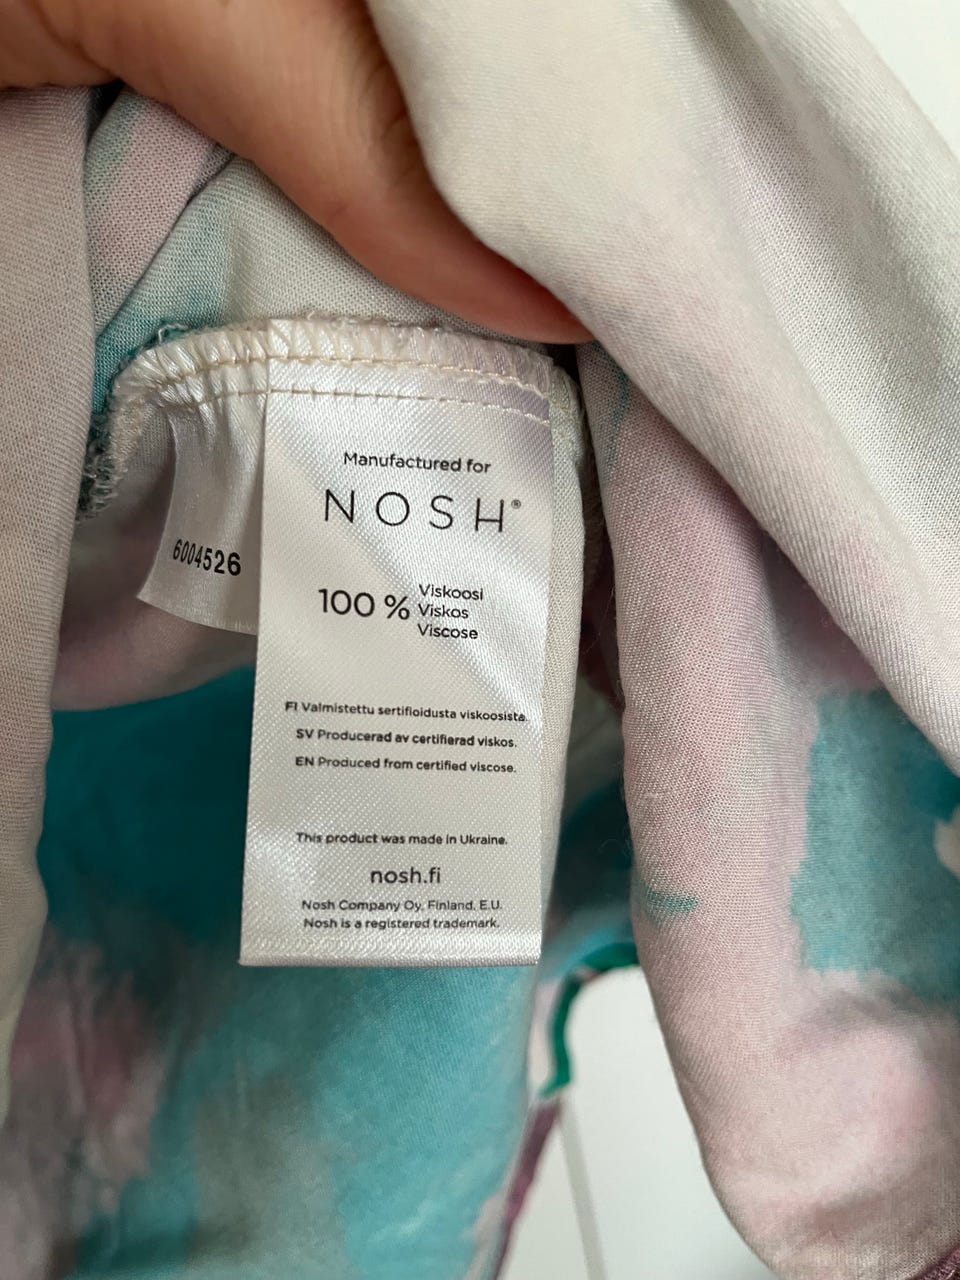 Manufactured for
NOSH®
6004526
100 % Viskoosi
Viskos
Viscose
FI Valmistettu sertifioidusta viskoosista.
SV Producerad av certifierad viskos.
EN Produced from certified viscose.
This product was made in Ukraine.
nosh.fi
Nosh Company Oy, Finland, E.U.
Nosh is a registered trademark.